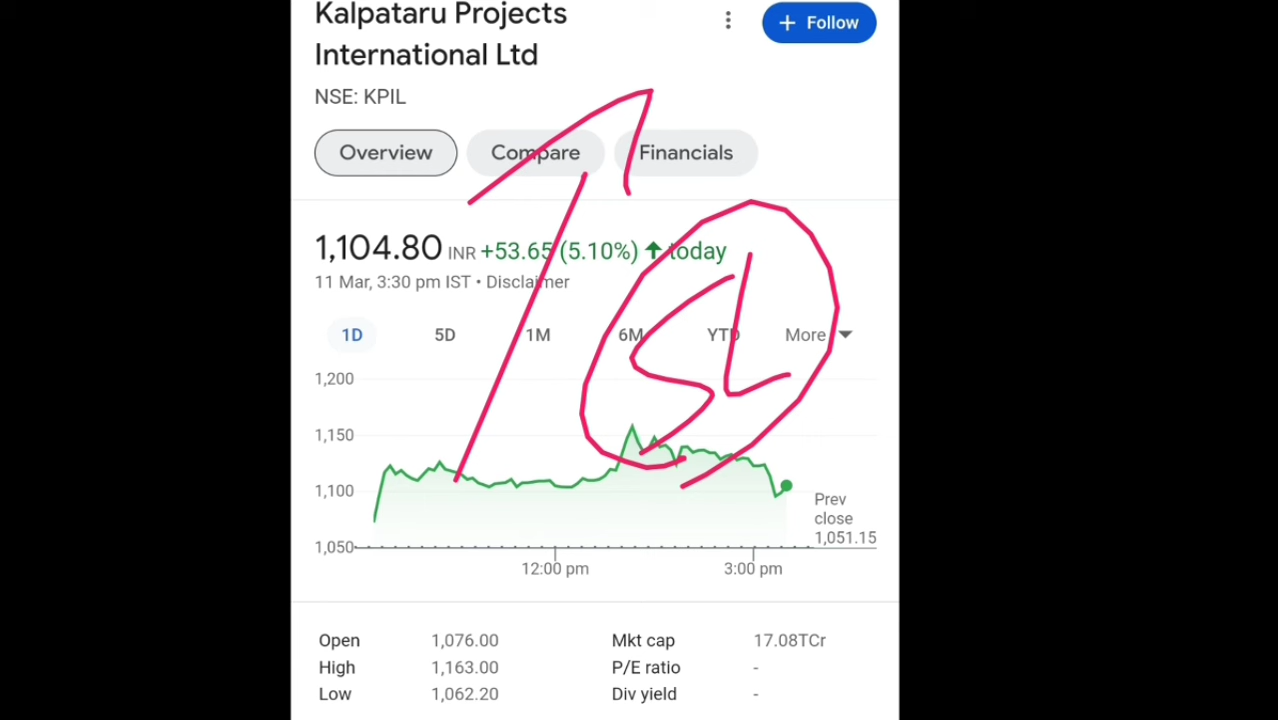 Kalpataru Projects
International Ltd
+ Follow
NSE: KPIL
Overview Compare Financials
1,104.80 INR +53.65 (5.10%) ↑ today
11 Mar, 3:30 pm IST • Disclaimer
1D 5D 1M 6M YTD More
1,200
1,150
1,100
1,050
Prev
close
1,051.15
12:00 pm 3:00 pm
Open 1,076.00 Mkt cap 17.08TCr
High 1,163.00 P/E ratio -
Low 1,062.20 Div yield -